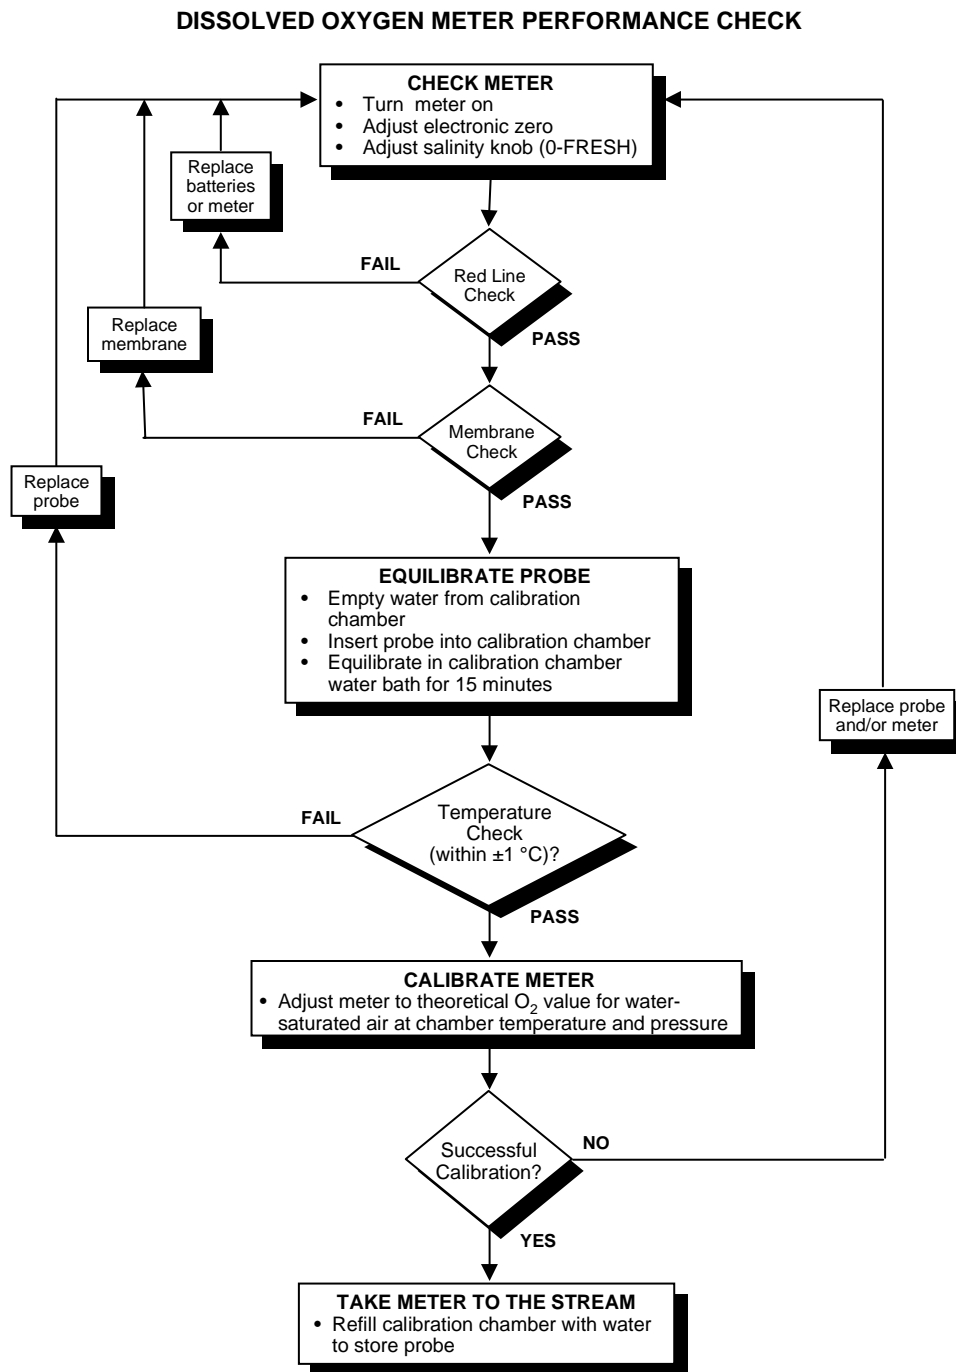 DISSOLVED OXYGEN METER PERFORMANCE CHECK
CHECK METER
• Turn meter on
• Adjust electronic zero
• Adjust salinity knob (0-FRESH)
Replace
batteries
or meter
FAIL
Red Line
Check
PASS
Replace
membrane
FAIL
Membrane
Check
PASS
Replace
probe
EQUILIBRATE PROBE
• Empty water from calibration
chamber
• Insert probe into calibration chamber
• Equilibrate in calibration chamber
water bath for 15 minutes
Replace probe
and/or meter
FAIL
Temperature
Check
(within ±1 °C)?
PASS
CALIBRATE METER
• Adjust meter to theoretical O₂ value for water-
saturated air at chamber temperature and pressure
Successful
Calibration?
NO
YES
TAKE METER TO THE STREAM
• Refill calibration chamber with water
to store probe